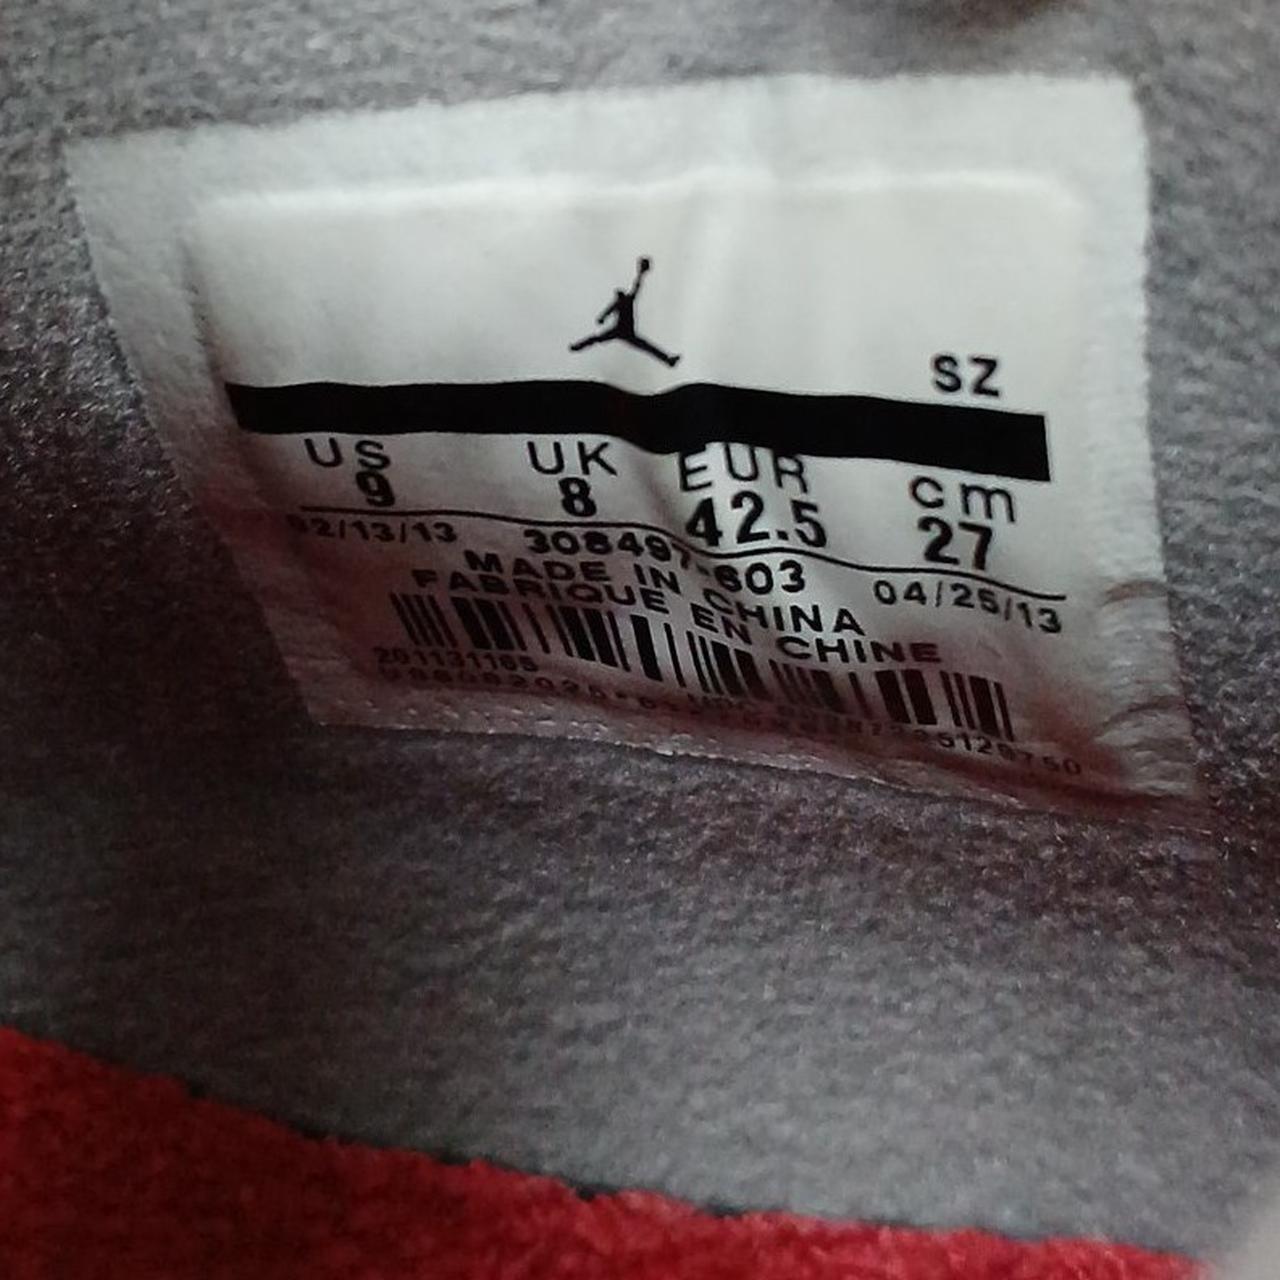 SZ
US UK EUR cm
9 8 42.5 27
02/13/13 308497-603 04/25/13
MADE IN CHINA
FABRIQUE EN CHINE
201131165